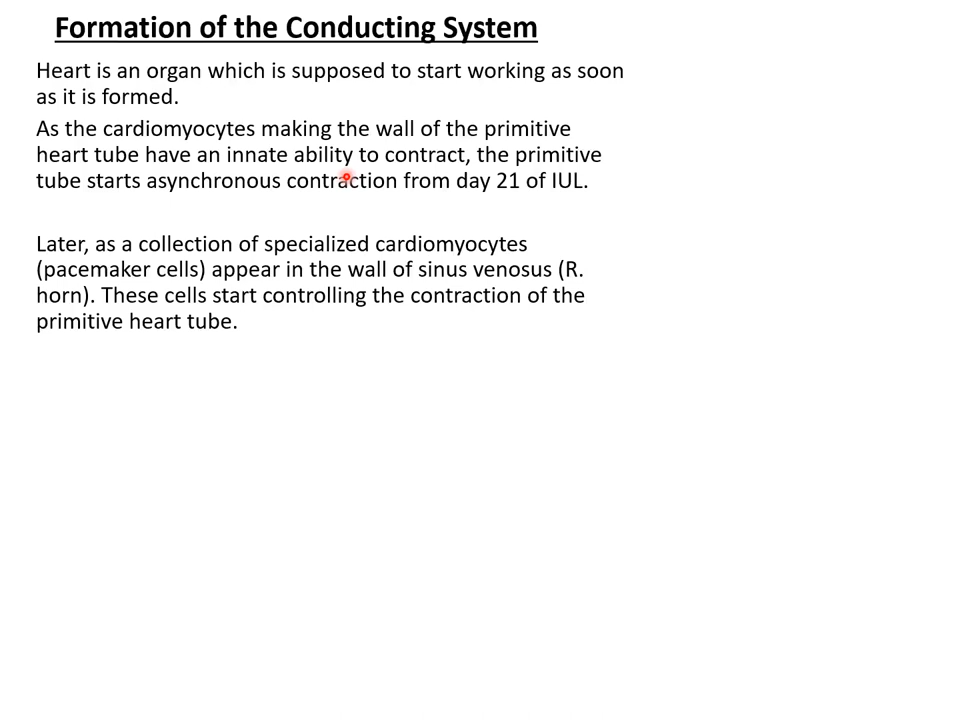 Formation of the Conducting System
Heart is an organ which is supposed to start working as soon
as it is formed.
As the cardiomyocytes making the wall of the primitive
heart tube have an innate ability to contract, the primitive
tube starts asynchronous contraction from day 21 of IUL.
Later, as a collection of specialized cardiomyocytes
(pacemaker cells) appear in the wall of sinus venosus (R.
horn). These cells start controlling the contraction of the
primitive heart tube.